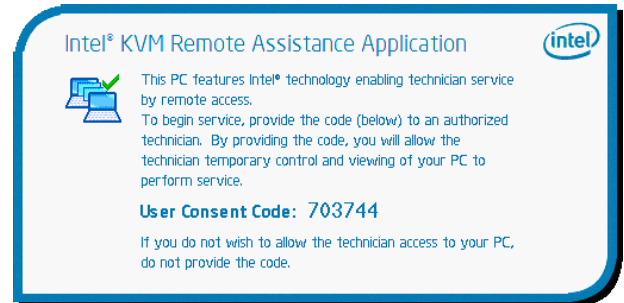 Intel® KVM Remote Assistance Application
intel
This PC features Intel® technology enabling technician service
by remote access.
To begin service, provide the code (below) to an authorized
technician. By providing the code, you will allow the
technician temporary control and viewing of your PC to
perform service.
User Consent Code: 703744
If you do not wish to allow the technician access to your PC,
do not provide the code.